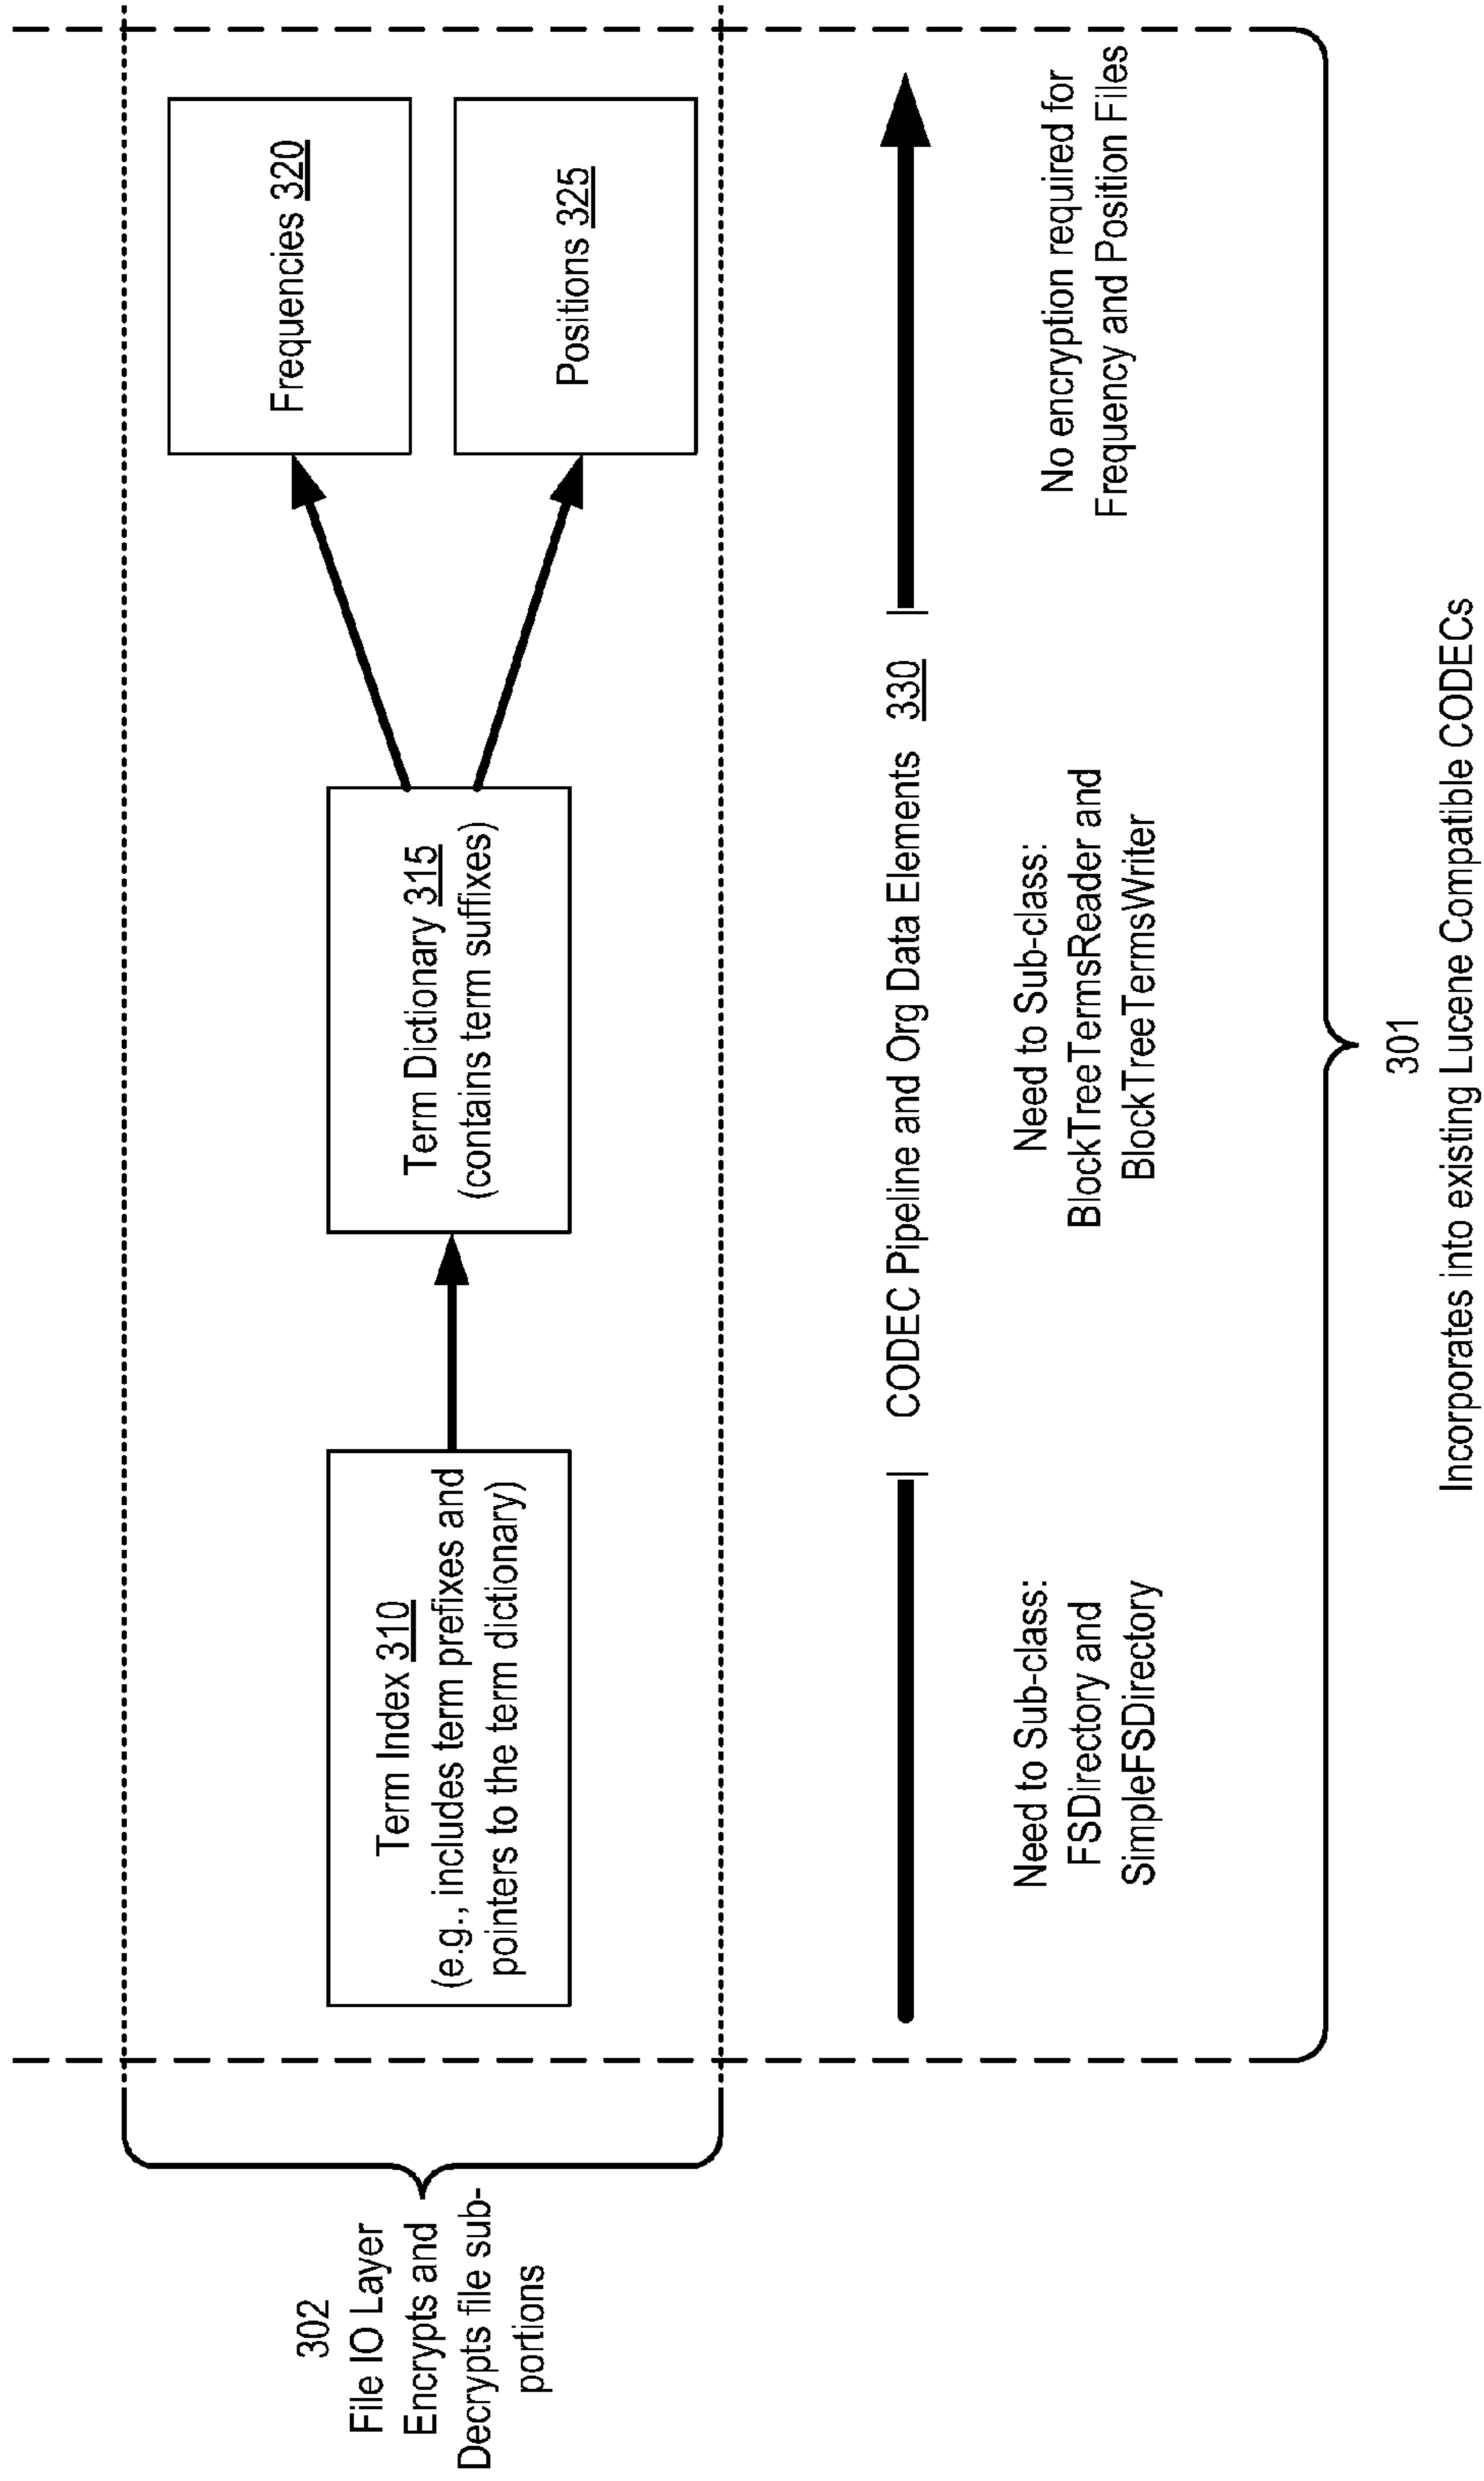 302
File IO Layer
Encrypts and
Decrypts file sub-
portions
Term Index 310
(e.g., includes term prefixes and
pointers to the term dictionary)
Term Dictionary 315
(contains term suffixes)
Frequencies 320
Positions 325
CODEC Pipeline and Org Data Elements 330
Need to Sub-class:
FSDirectory and
SimpleFSDirectory
Need to Sub-class:
BlockTreeTermsReader and
BlockTreeTermsWriter
No encryption required for
Frequency and Position Files
301
Incorporates into existing Lucene Compatible CODECs